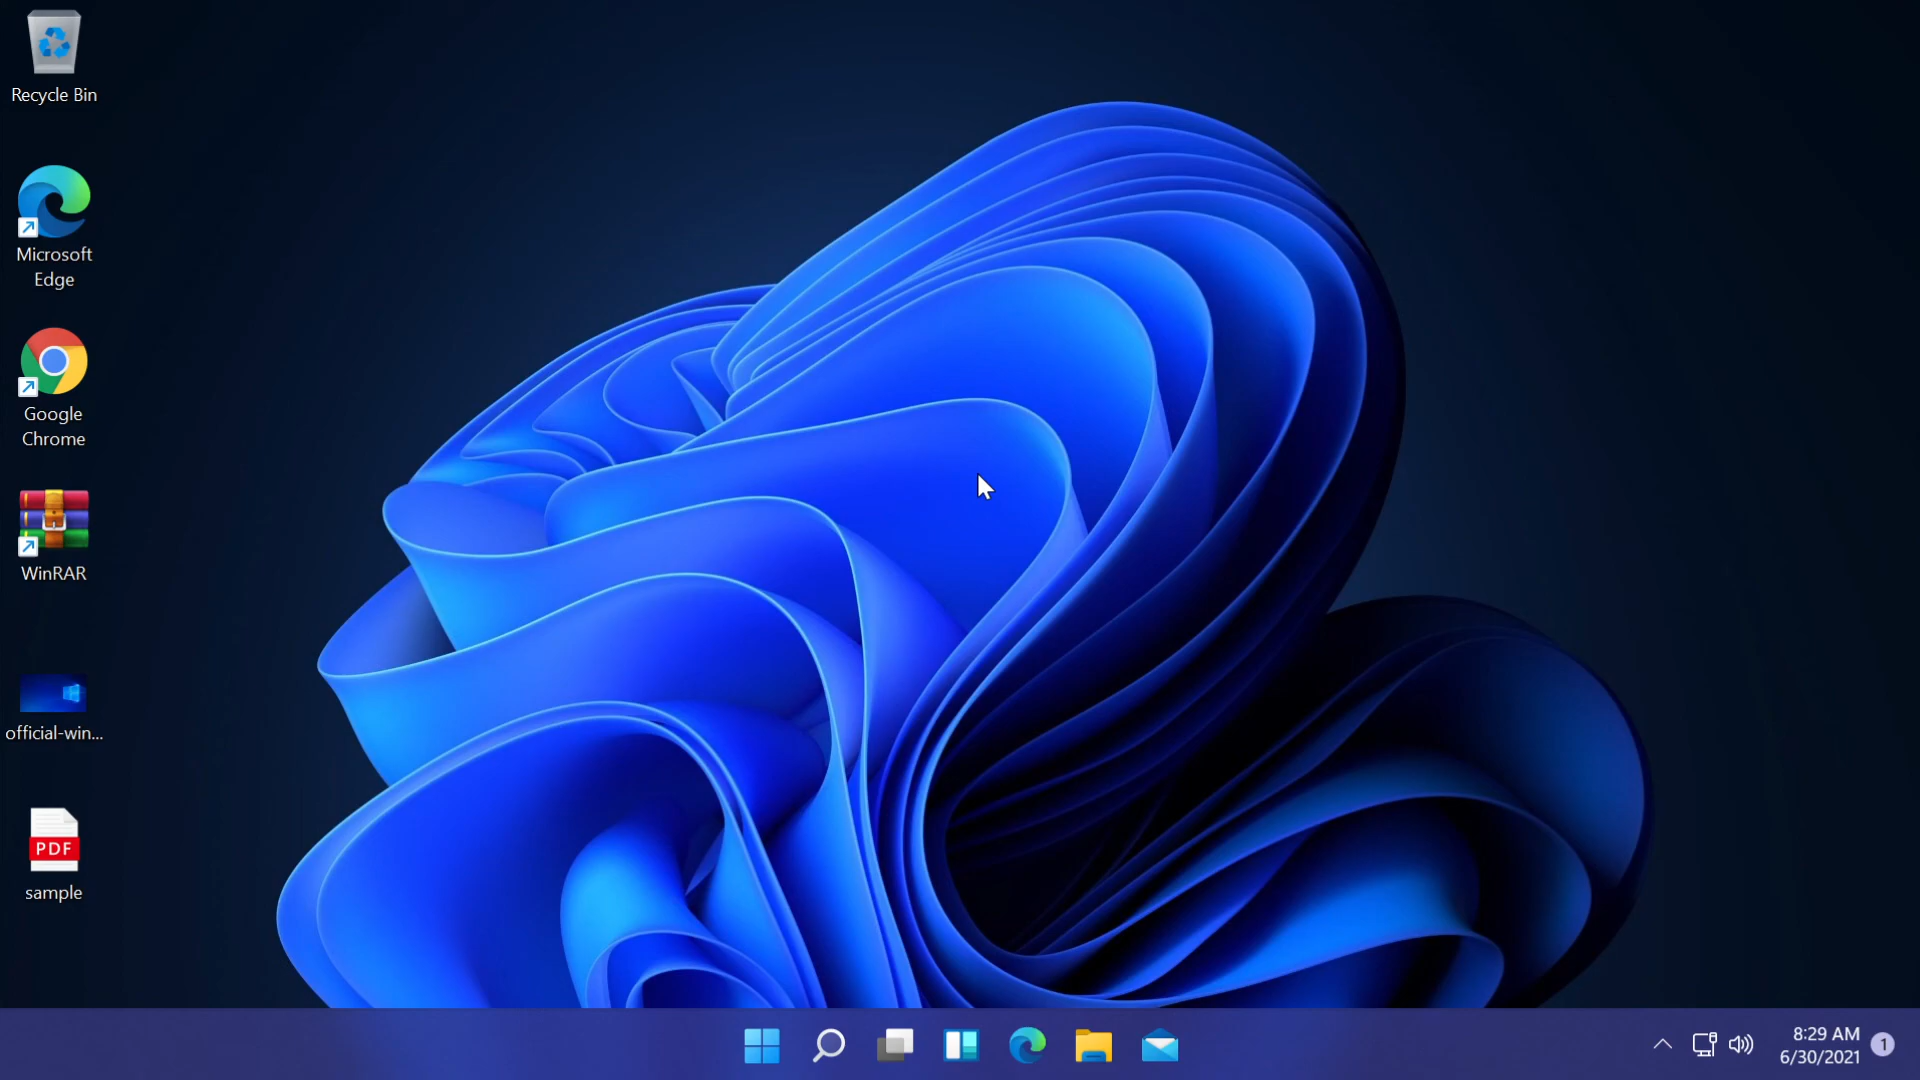 Recycle Bin
Microsoft
Edge
Google
Chrome
WinRAR
official-win...
PDF
sample
8:29 AM
6/30/2021
1